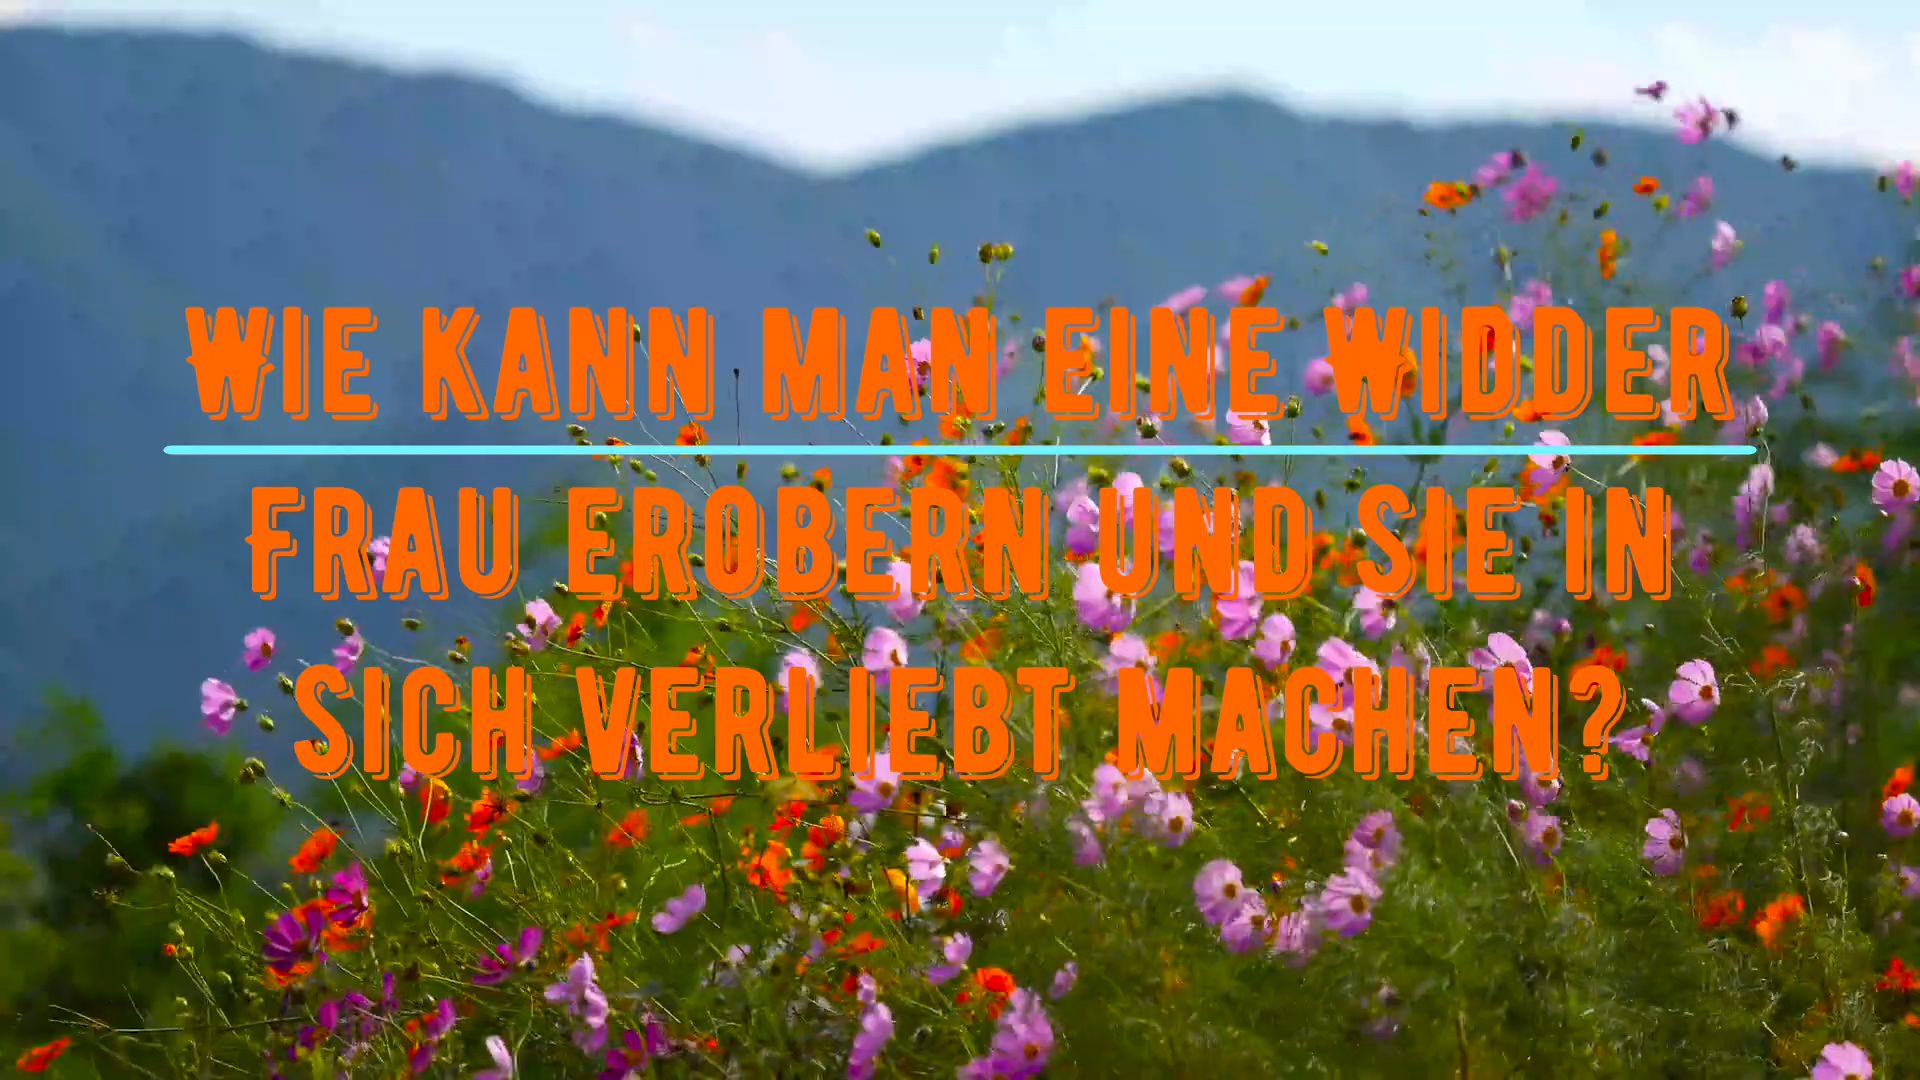 Wie kann man eine Widder
Frau erobern und sie in
sich verliebt machen?